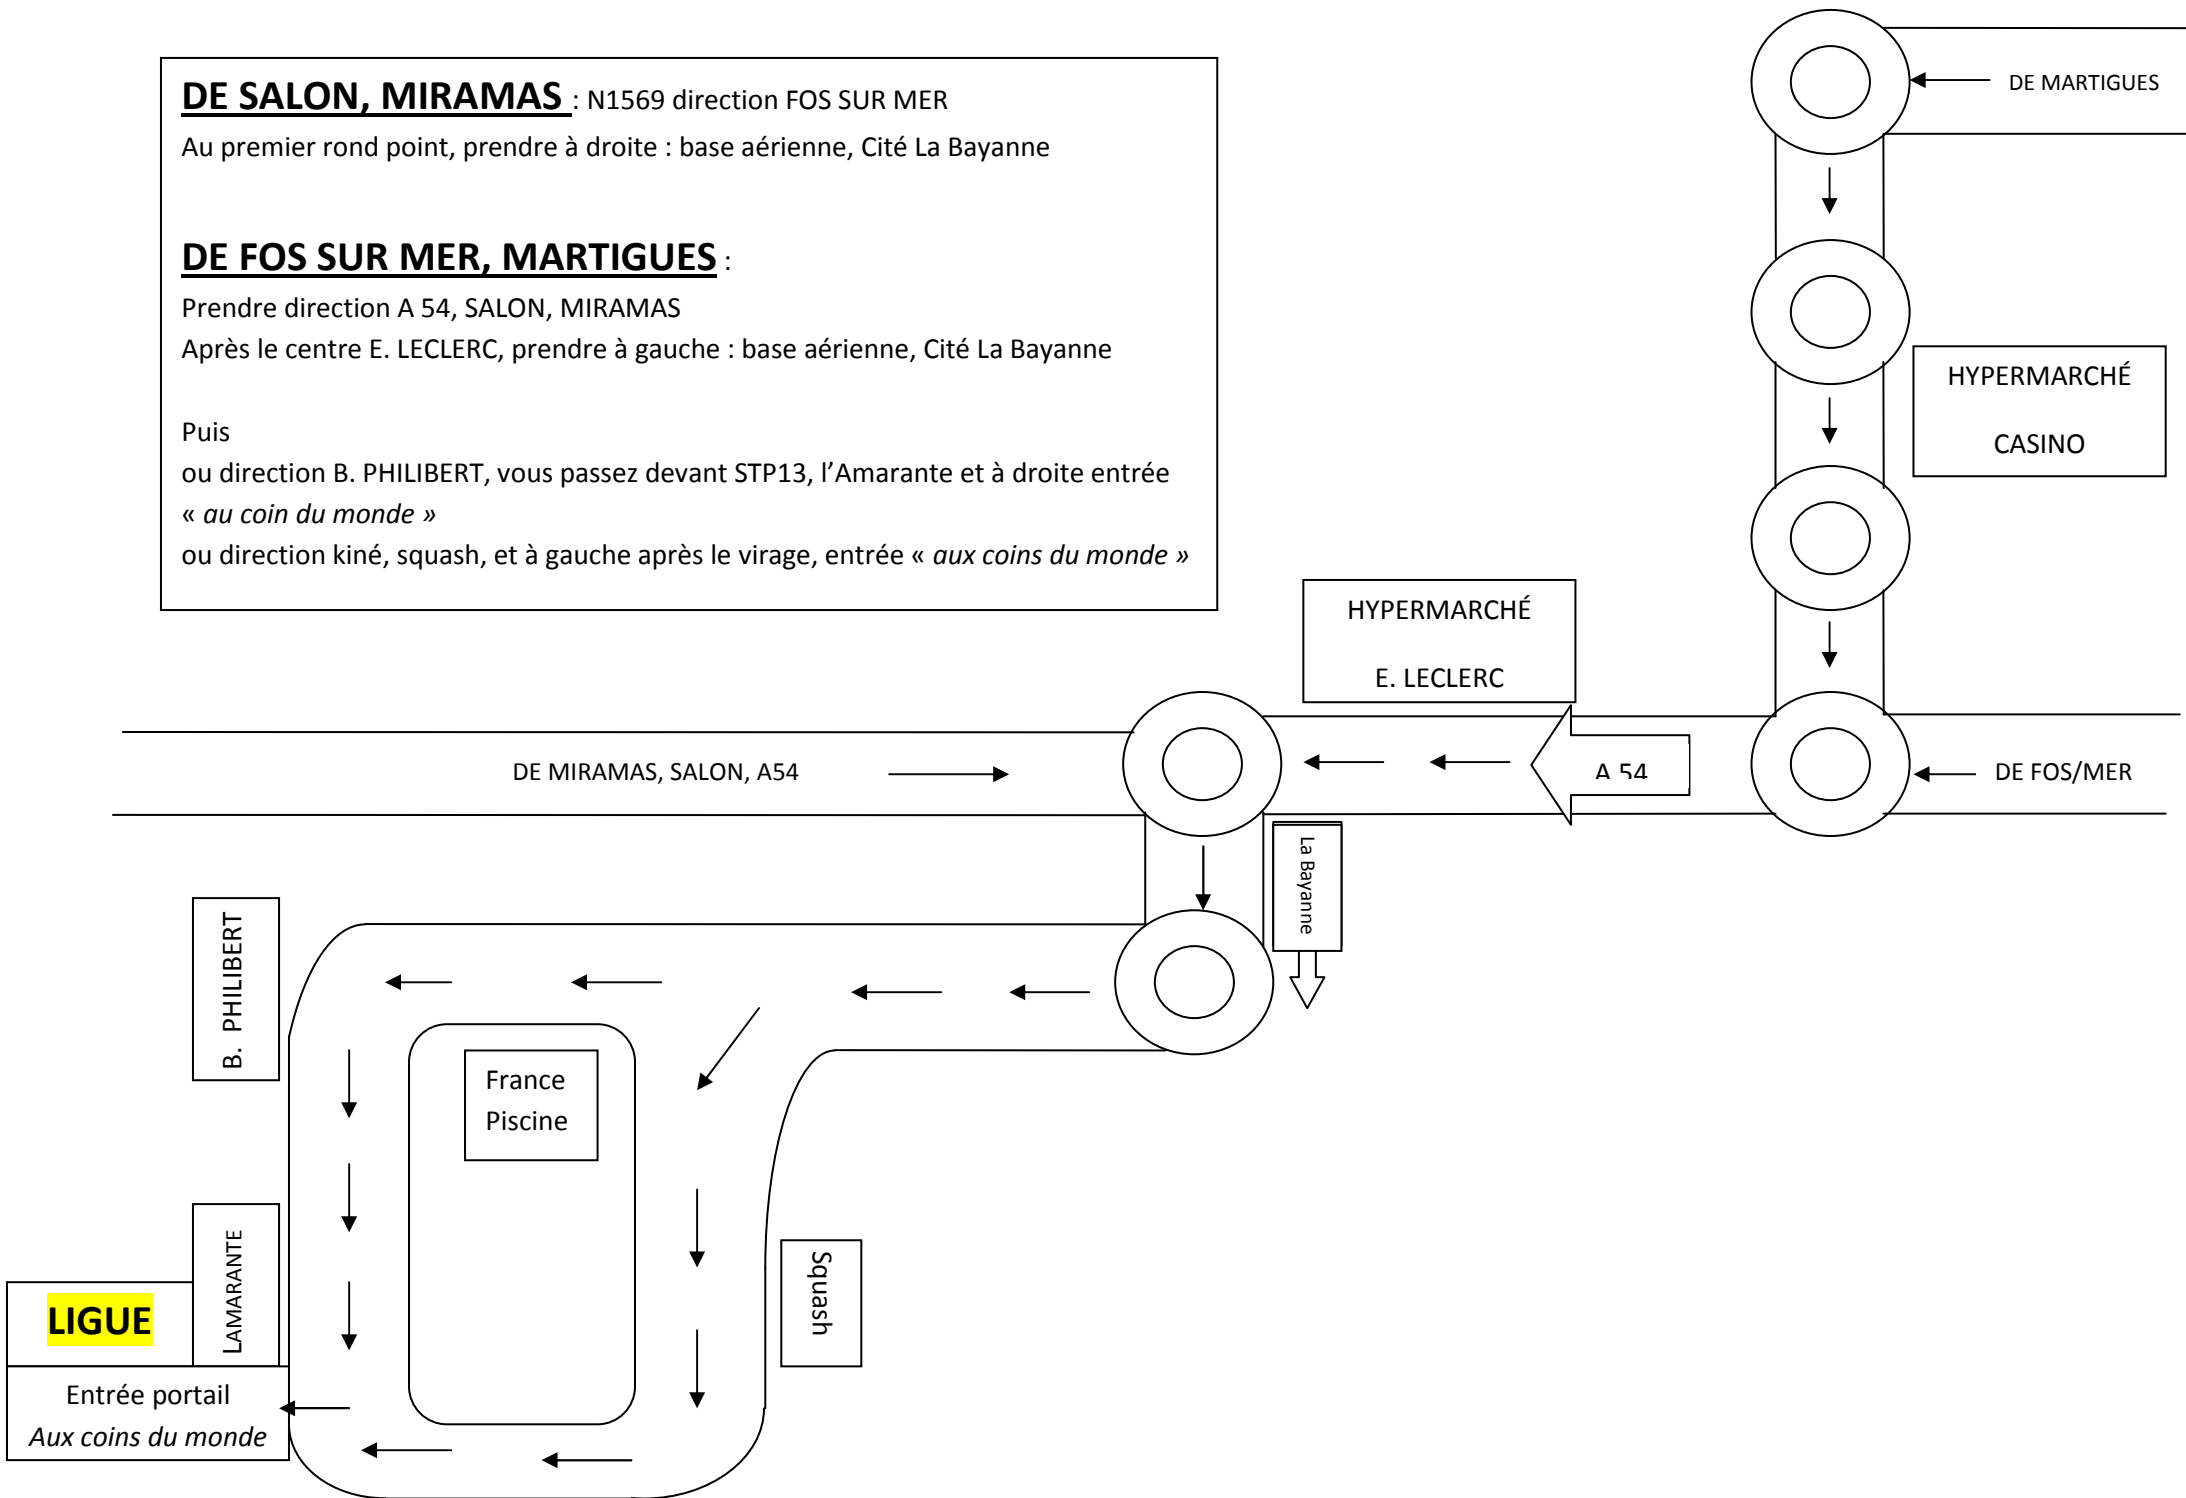 DE SALON, MIRAMAS : N1569 direction FOS SUR MER
Au premier rond point, prendre à droite : base aérienne, Cité La Bayanne
DE FOS SUR MER, MARTIGUES :
Prendre direction A 54, SALON, MIRAMAS
Après le centre E. LECLERC, prendre à gauche : base aérienne, Cité La Bayanne
Puis
ou direction B. PHILIBERT, vous passez devant STP13, l’Amarante et à droite entrée
« au coin du monde »
ou direction kiné, squash, et à gauche après le virage, entrée « aux coins du monde »
DE MARTIGUES
HYPERMARCHÉ
CASINO
HYPERMARCHÉ
E. LECLERC
DE MIRAMAS, SALON, A54
A 54
DE FOS/MER
La Bayanne
B. PHILIBERT
France
Piscine
LAMARANTE
Squash
LIGUE
Entrée portail
Aux coins du monde